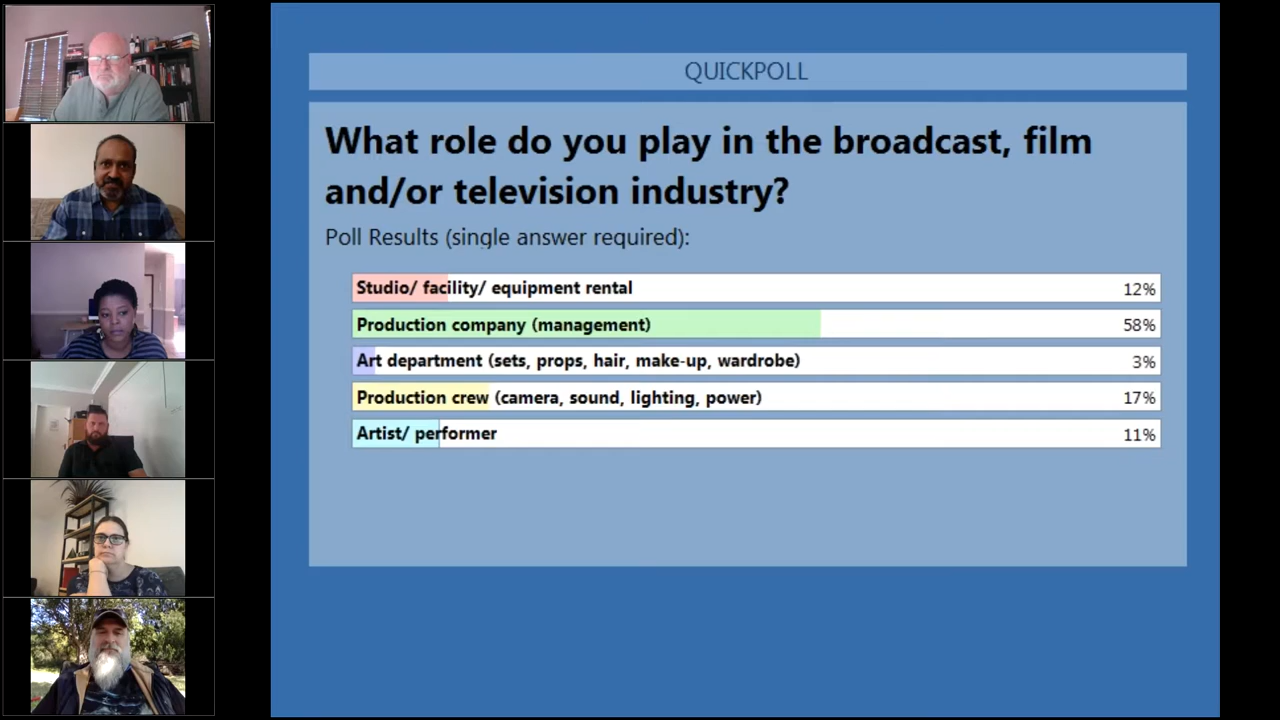 QUICKPOLL
What role do you play in the broadcast, film
and/or television industry?
Poll Results (single answer required):
Studio/ facility/ equipment rental 12%
Production company (management) 58%
Art department (sets, props, hair, make-up, wardrobe) 3%
Production crew (camera, sound, lighting, power) 17%
Artist/ performer 11%